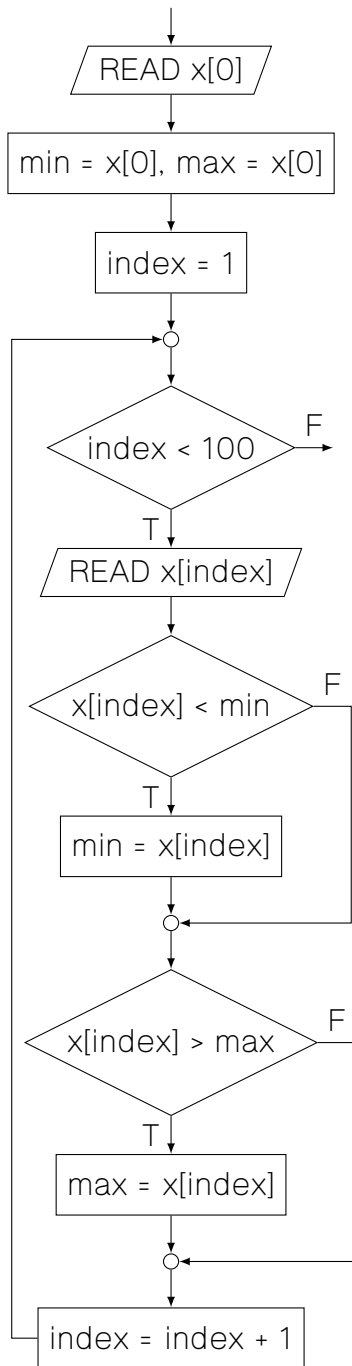 READ x[0]
min = x[0], max = x[0]
index = 1
index < 100
F
T
READ x[index]
x[index] < min
F
T
min = x[index]
x[index] > max
F
T
max = x[index]
index = index + 1